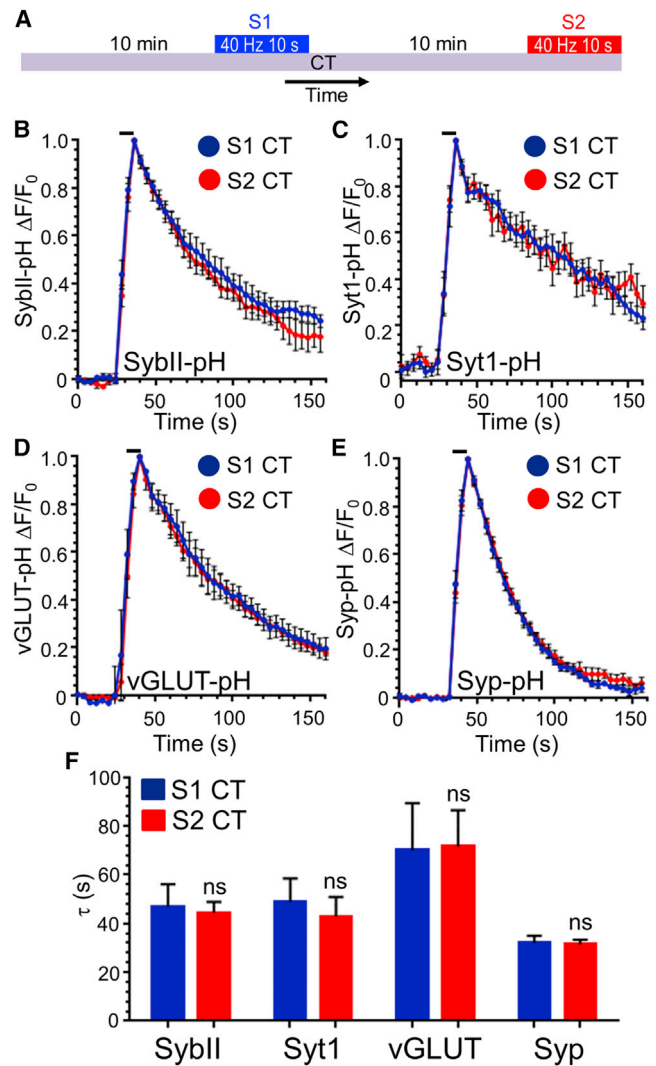 A
S1
S2
10 min
40 Hz 10 s
10 min
40 Hz 10 s
CT
Time
B
SybII-pH ΔF/F0
1.0
0.8
0.6
0.4
0.2
0
S1 CT
S2 CT
SybII-pH
50
100
150
Time (s)
C
Syt1-pH ΔF/F0
1.0
0.8
0.6
0.4
0.2
0
S1 CT
S2 CT
Syt1-pH
0
50
100
150
Time (s)
D
vGLUT-pH ΔF/F0
1.0
0.8
0.6
0.4
0.2
0
S1 CT
S2 CT
vGLUT-pH
0
50
100
150
Time (s)
E
Syp-pH ΔF/F0
1.0
0.8
0.6
0.4
0.2
0
S1 CT
S2 CT
Syp-pH
0
50
100
150
Time (s)
F
τ (s)
100
80
60
40
20
0
S1 CT
S2 CT
ns
ns
ns
ns
SybII
Syt1
vGLUT
Syp